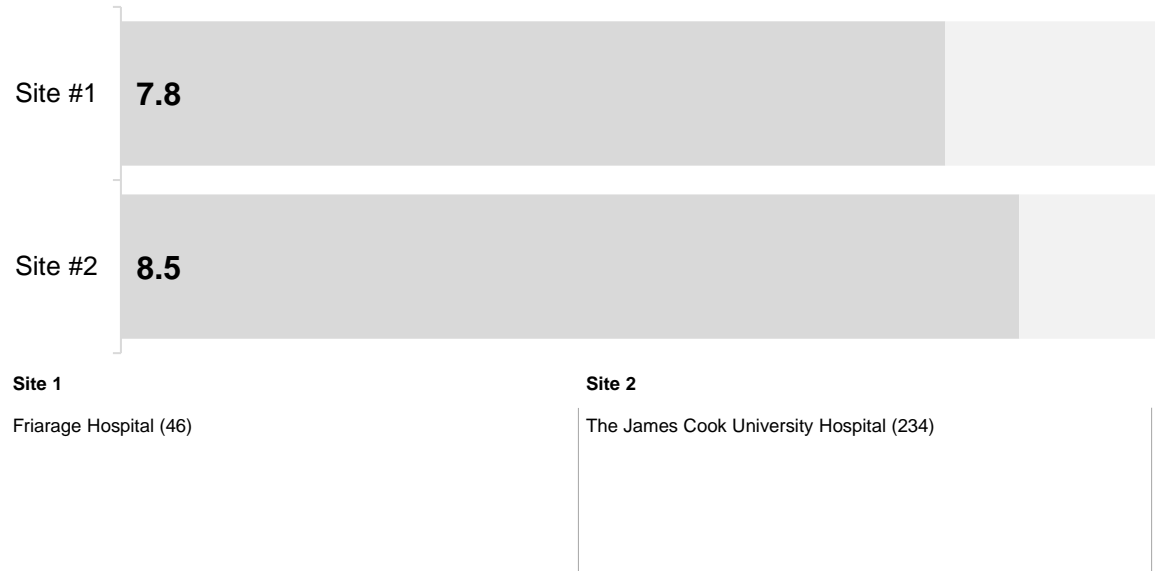 Site #1
7.8
Site #2
8.5
Site 1
Friarage Hospital (46)
Site 2
The James Cook University Hospital (234)